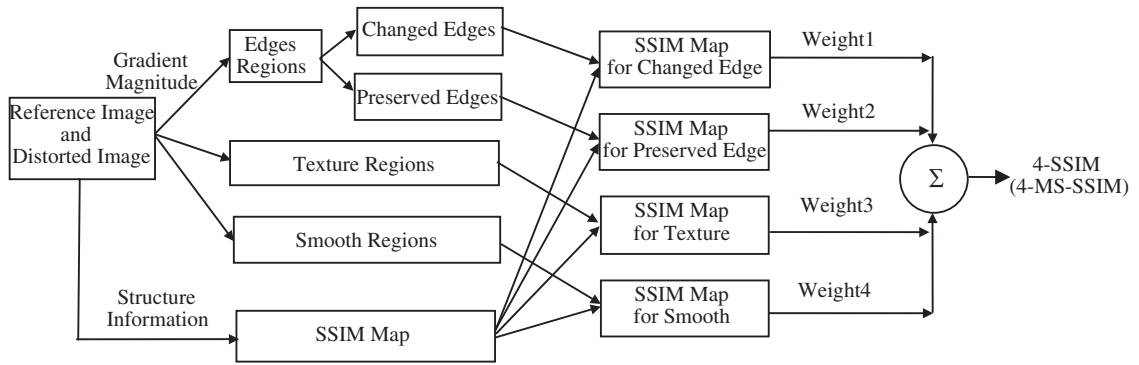 Reference Image
and
Distorted Image
Gradient
Magnitude
Structure
Information
Edges
Regions
Changed Edges
Preserved Edges
Texture Regions
Smooth Regions
SSIM Map
SSIM Map
for Changed Edge
SSIM Map
for Preserved Edge
SSIM Map
for Texture
SSIM Map
for Smooth
Weight1
Weight2
Weight3
Weight4
Σ
4-SSIM
(4-MS-SSIM)